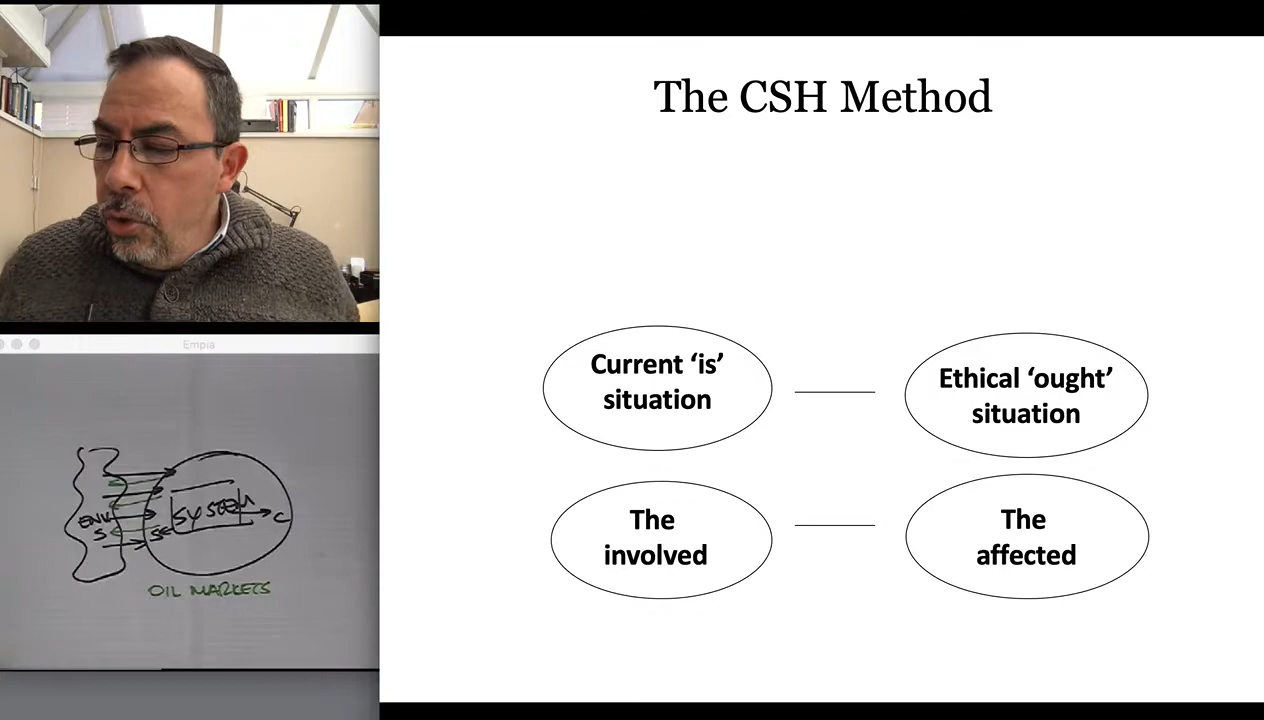 The CSH Method
Current ‘is’
situation
Ethical ‘ought’
situation
The
involved
The
affected
Empia
SYSTEM
ENV
S
C
OIL MARKETS